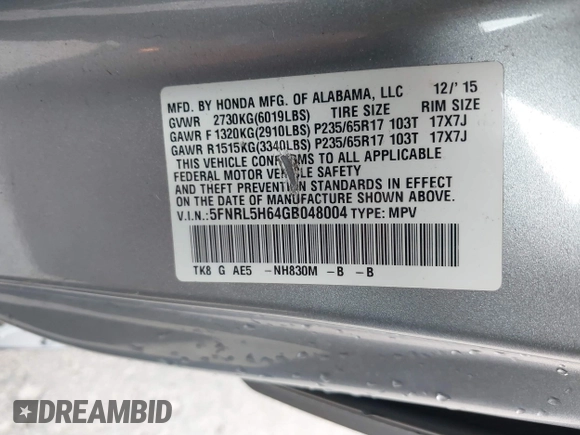 MFD. BY HONDA MFG. OF ALABAMA, LLC 12/'15
GVWR 2730KG(6019LBS) TIRE SIZE RIM SIZE
GAWR F 1320KG(2910LBS) P235/65R17 103T 17X7J
GAWR R 1515KG(3340LBS) P235/65R17 103T 17X7J
THIS VEHICLE CONFORMS TO ALL APPLICABLE
FEDERAL MOTOR VEHICLE SAFETY
AND THEFT PREVENTION STANDARDS IN EFFECT
ON THE DATE OF MANUFACTURE SHOWN ABOVE.
V.I.N.: 5FNRL5H64GB048004 TYPE: MPV
TK8 G AE5 -NH830M -B -B
DREAMBID